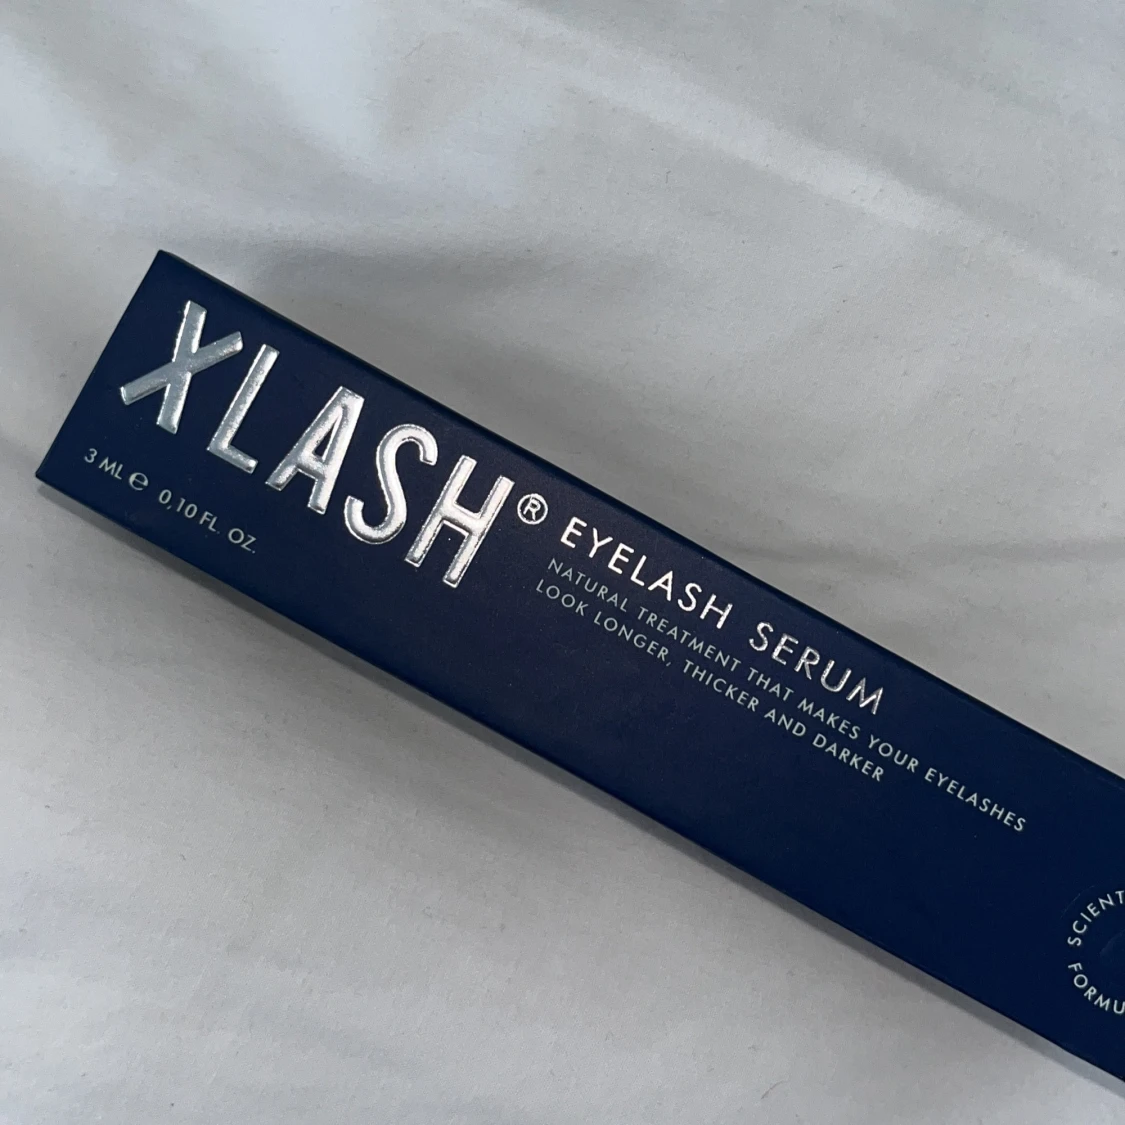 XLASH®
3 ML ℮ 0,10 FL. OZ.
EYELASH SERUM
NATURAL TREATMENT THAT MAKES YOUR EYELASHES
LOOK LONGER, THICKER AND DARKER